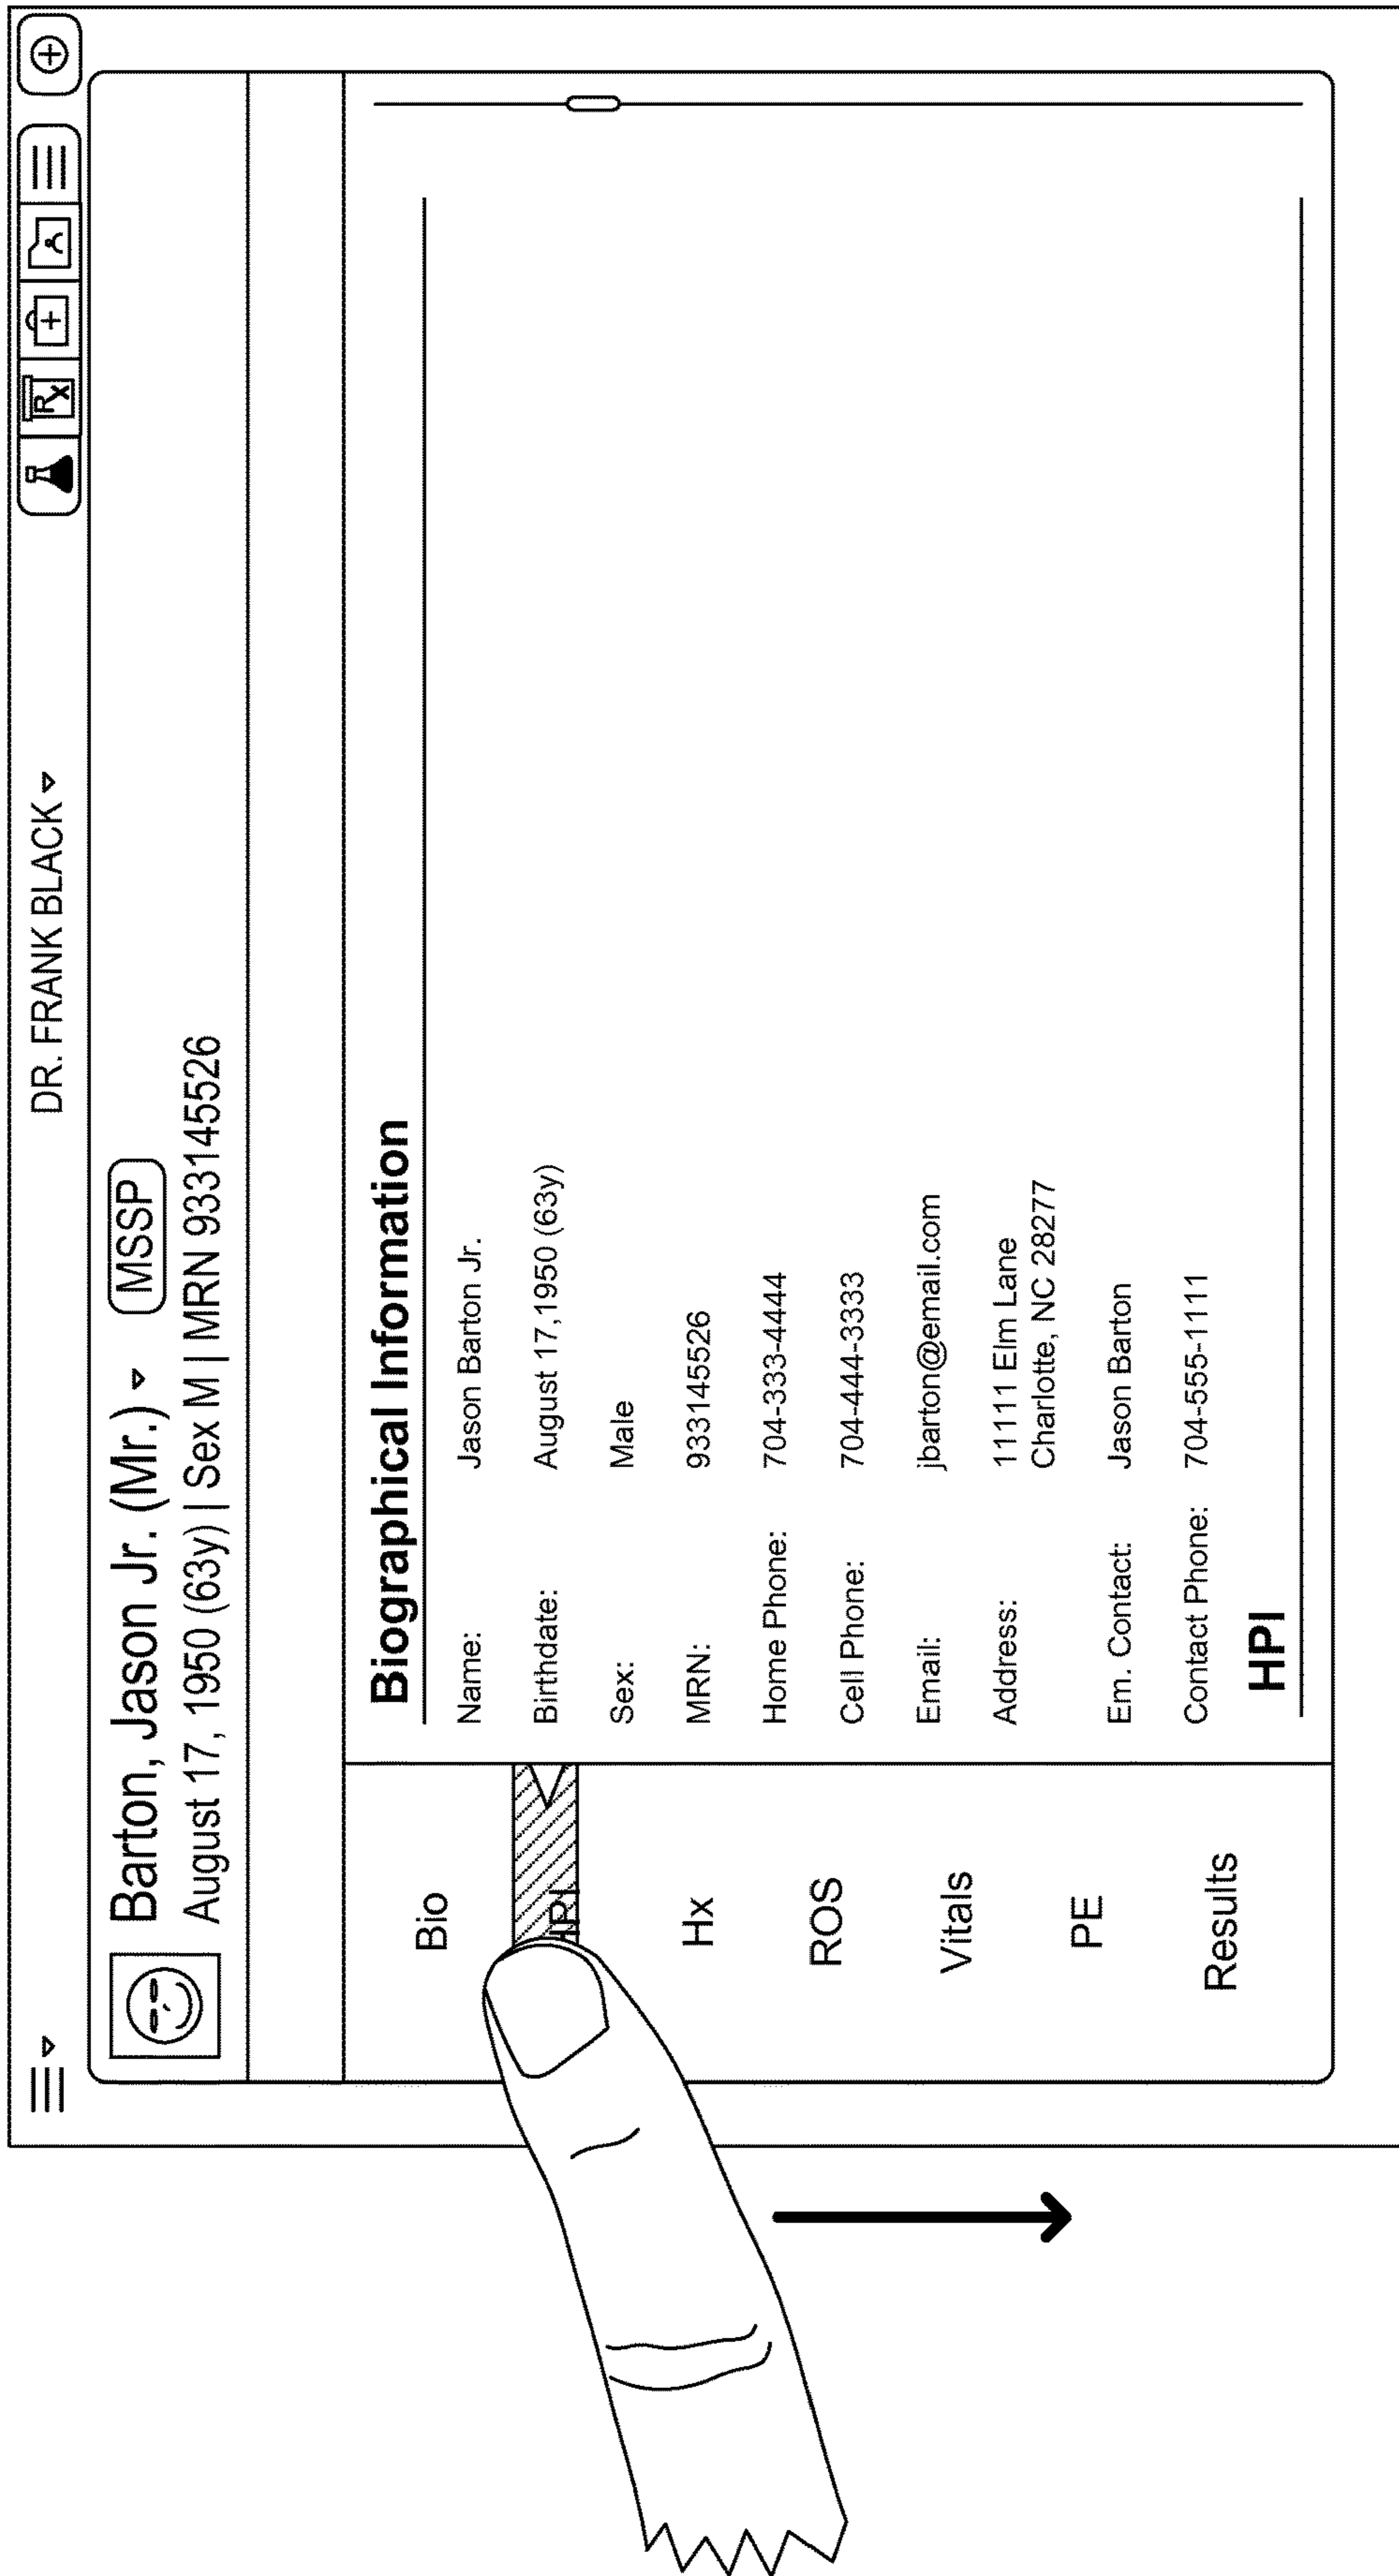 DR. FRANK BLACK
Rx
Barton, Jason Jr. (Mr.) MSSP
August 17, 1950 (63y) | Sex M | MRN 933145526
Bio
Hx
ROS
Vitals
PE
Results
Biographical Information
Name: Jason Barton Jr.
Birthdate: August 17,1950 (63y)
Sex: Male
MRN: 933145526
Home Phone: 704-333-4444
Cell Phone: 704-444-3333
Email: jbarton@email.com
Address: 11111 Elm Lane
Charlotte, NC 28277
Em. Contact: Jason Barton
Contact Phone: 704-555-1111
HPI